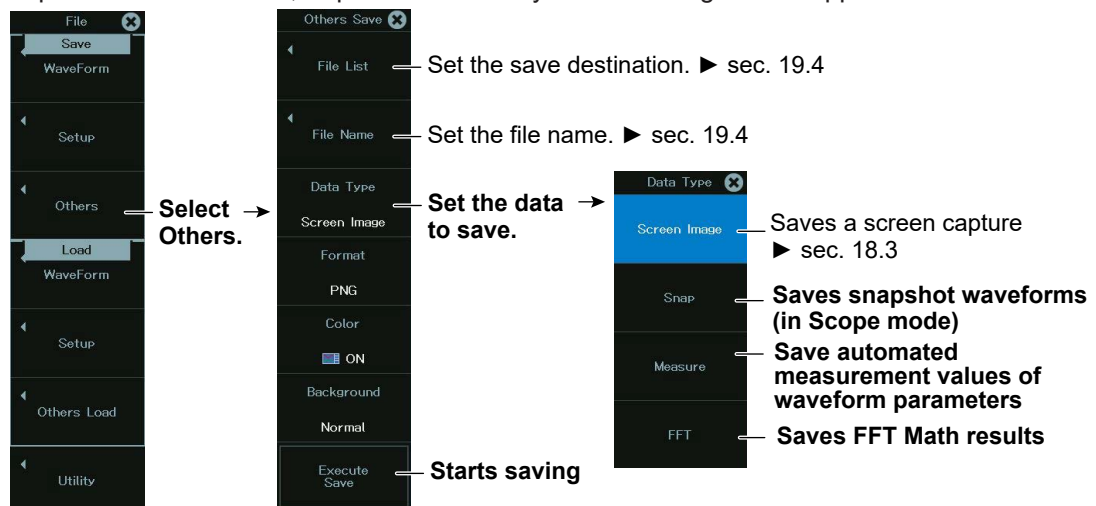 File
Save
WaveForm
Setup
Others
Load
WaveForm
Setup
Others Load
Utility
Select
Others.
Others Save
File List
File Name
Data Type
Screen Image
Format
PNG
Color
ON
Background
Normal
Execute
Save
Set the save destination. ► sec. 19.4
Set the file name. ► sec. 19.4
Set the data
to save.
Starts saving
Data Type
Screen Image
Snap
Measure
FFT
Saves a screen capture
► sec. 18.3
Saves snapshot waveforms
(in Scope mode)
Save automated
measurement values of
waveform parameters
Saves FFT Math results